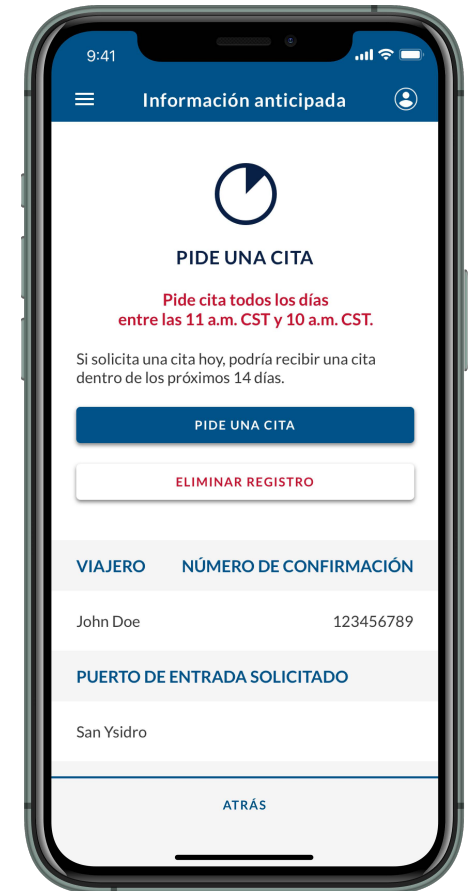 9:41
Información anticipada
PIDE UNA CITA
Pide cita todos los días
entre las 11 a.m. CST y 10 a.m. CST.
Si solicita una cita hoy, podría recibir una cita
dentro de los próximos 14 días.
PIDE UNA CITA
ELIMINAR REGISTRO
VIAJERO NÚMERO DE CONFIRMACIÓN
John Doe 123456789
PUERTO DE ENTRADA SOLICITADO
San Ysidro
ATRÁS